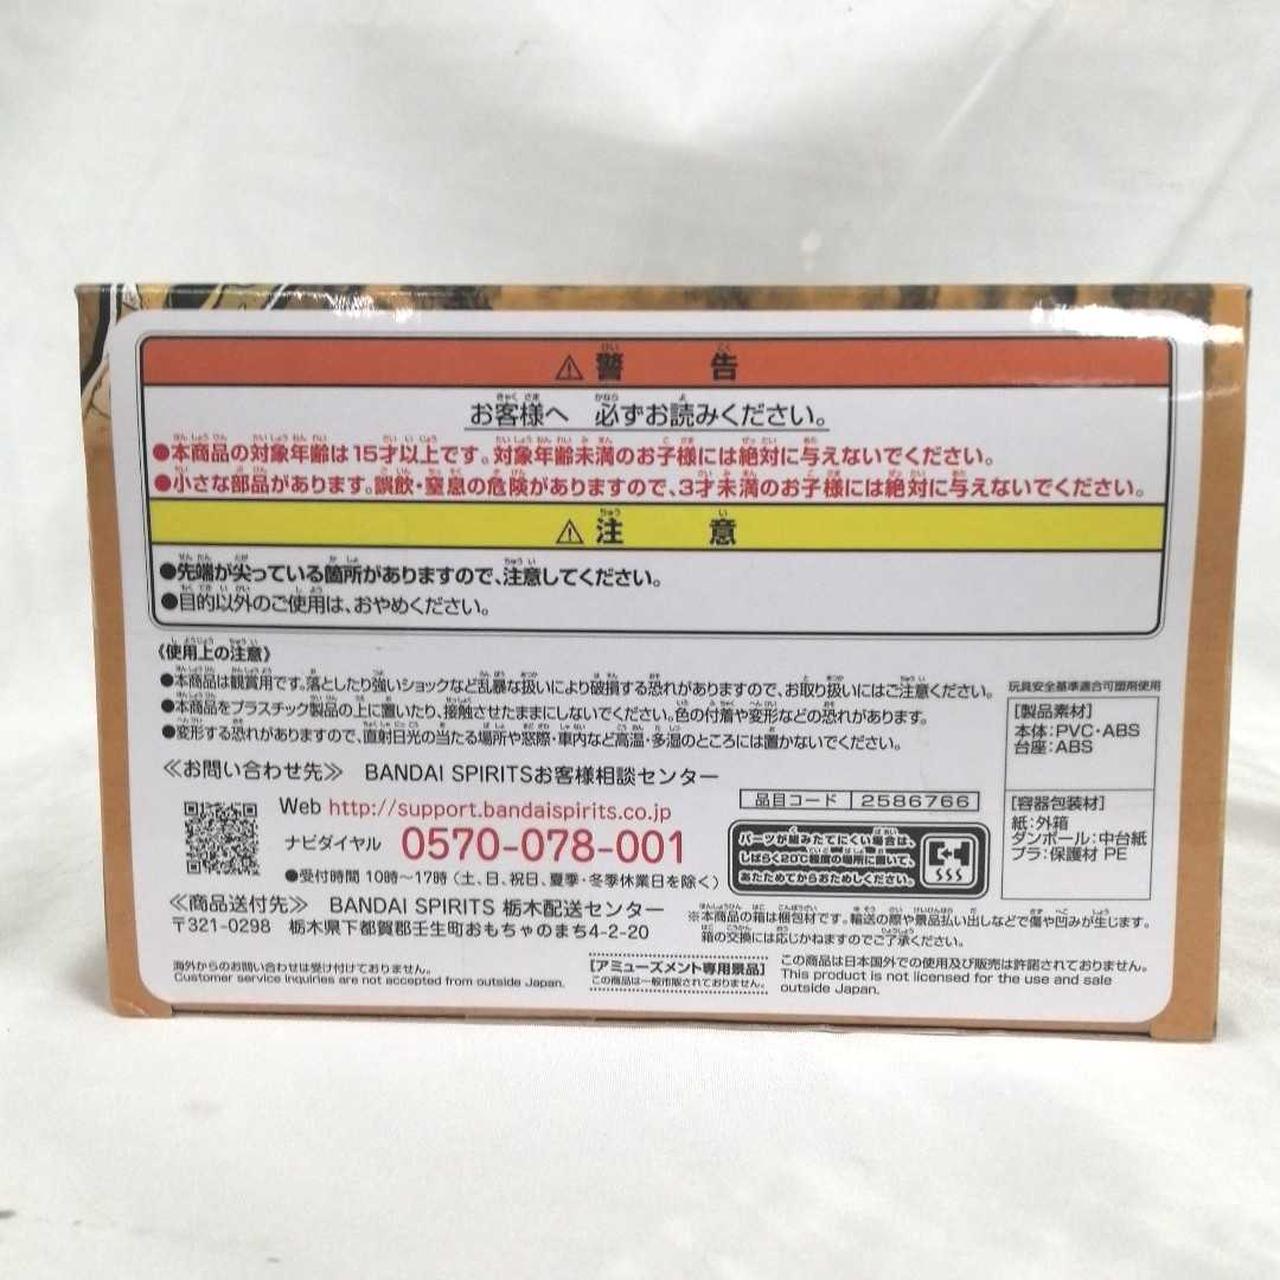 ⚠警告
お客様へ 必ずお読みください。
●本商品の対象年齢は15才以上です。対象年齢未満のお子様には絶対に与えないでください。
●小さな部品があります。誤飲・窒息の危険がありますので、3才未満のお子様には絶対に与えないでください。
⚠注意
●先端が尖っている箇所がありますので、注意してください。
●目的以外のご使用は、おやめください。
《使用上の注意》
●本商品は観賞用です。落としたり強いショックなど乱暴な扱いにより破損する恐れがありますので、お取り扱いにはご注意ください。
●本商品をプラスチック製品の上に置いたり、接触させたままにしないでください。色の付着や変形などの恐れがあります。
●変形する恐れがありますので、直射日光の当たる場所や窓際・車内など高温・多湿のところには置かないでください。
玩具安全基準適合可塑剤使用
[製品素材]
本体:PVC・ABS
台座:ABS
[容器包装材]
紙:外箱
ダンボール:中台紙
プラ:保護材 PE
≪お問い合わせ先≫ BANDAI SPIRITSお客様相談センター
Web http://support.bandaispirits.co.jp
ナビダイヤル 0570-078-001
●受付時間 10時〜17時(土、日、祝日、夏季・冬季休業日を除く)
品目コード 2586766
パーツが組みたてにくい場合は、
しばらく20℃程度の場所に置いて、
あたためてからおためしください。
≪商品送付先≫ BANDAI SPIRITS 栃木配送センター
〒321-0298 栃木県下都賀郡壬生町おもちゃのまち4-2-20
※本商品の箱は梱包材です。輸送の際や景品払い出しなどで傷や凹みが生じます。
箱の交換には応じかねますのでご了承ください。
海外からのお問い合わせは受け付けておりません。
Customer service inquiries are not accepted from outside Japan.
[アミューズメント専用景品]
この商品は一般市販されておりません。
この商品は日本国外での使用及び販売は許諾されておりません。
This product is not licensed for the use and sale
outside Japan.